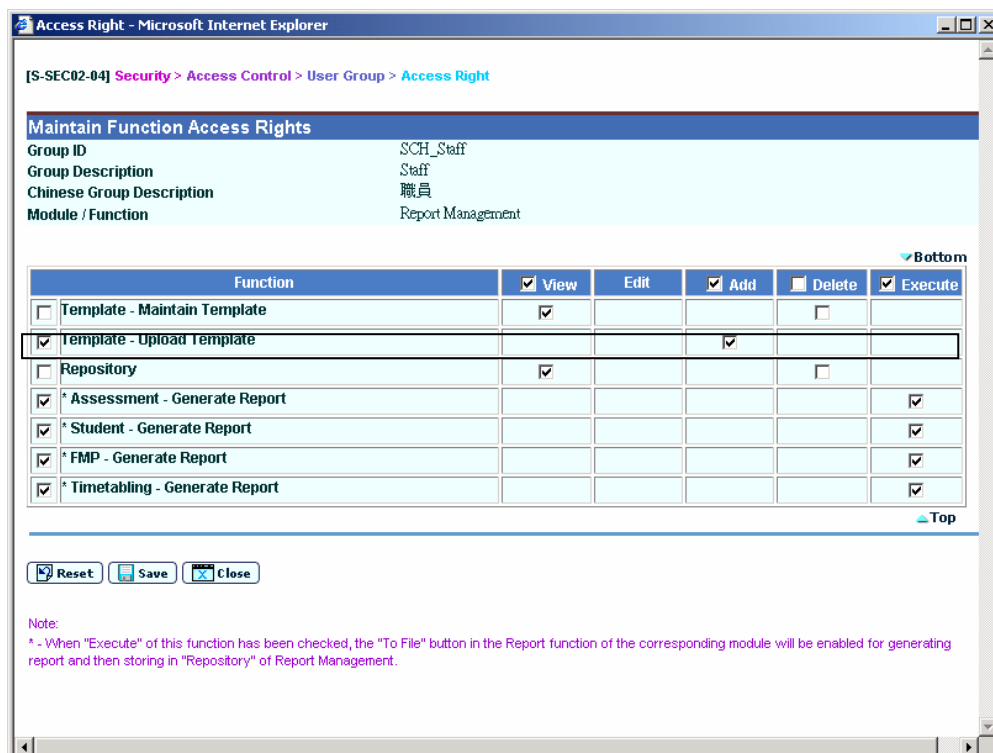 Access Right - Microsoft Internet Explorer
[S-SEC02-04] Security > Access Control > User Group > Access Right
Maintain Function Access Rights
Group ID SCH_Staff
Group Description Staff
Chinese Group Description 職員
Module / Function Report Management
Bottom
Function View Edit Add Delete Execute
Template - Maintain Template
Template - Upload Template
Repository
* Assessment - Generate Report
* Student - Generate Report
* FMP - Generate Report
* Timetabling - Generate Report
Top
Reset Save Close
Note:
* - When "Execute" of this function has been checked, the "To File" button in the Report function of the corresponding module will be enabled for generating
report and then storing in "Repository" of Report Management.